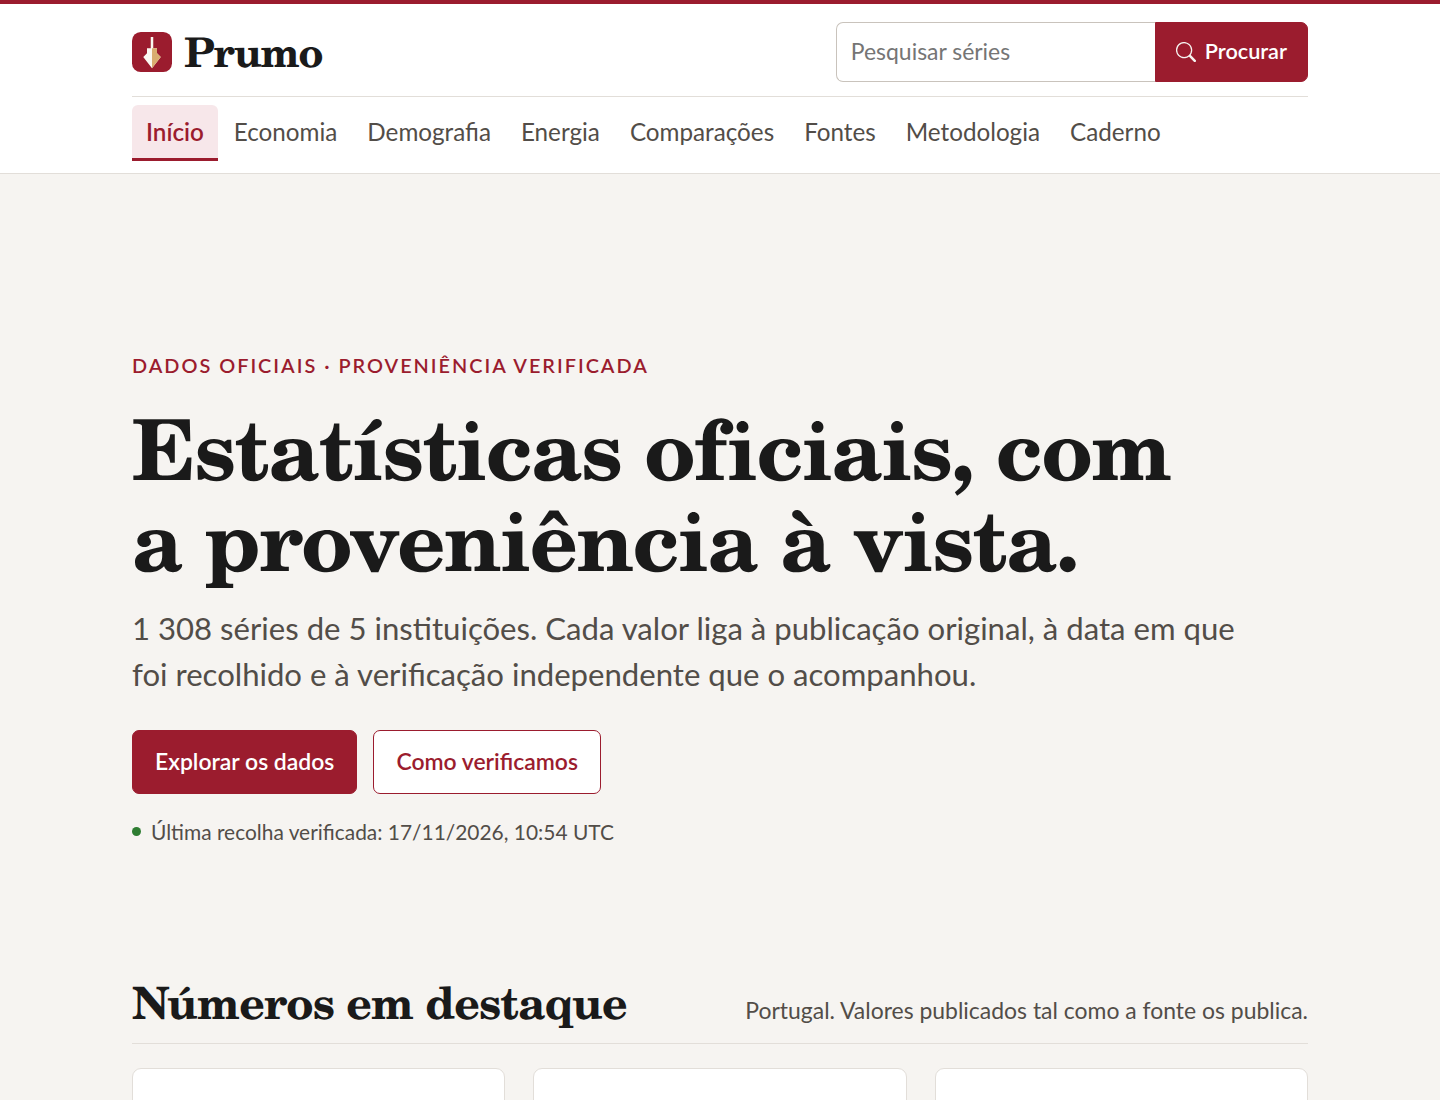 Prumo
Pesquisar séries
Procurar
Início Economia Demografia Energia Comparações Fontes Metodologia Caderno
DADOS OFICIAIS · PROVENIÊNCIA VERIFICADA
Estatísticas oficiais, com
a proveniência à vista.
1 308 séries de 5 instituições. Cada valor liga à publicação original, à data em que
foi recolhido e à verificação independente que o acompanhou.
Explorar os dados
Como verificamos
Última recolha verificada: 17/11/2026, 10:54 UTC
Números em destaque
Portugal. Valores publicados tal como a fonte os publica.